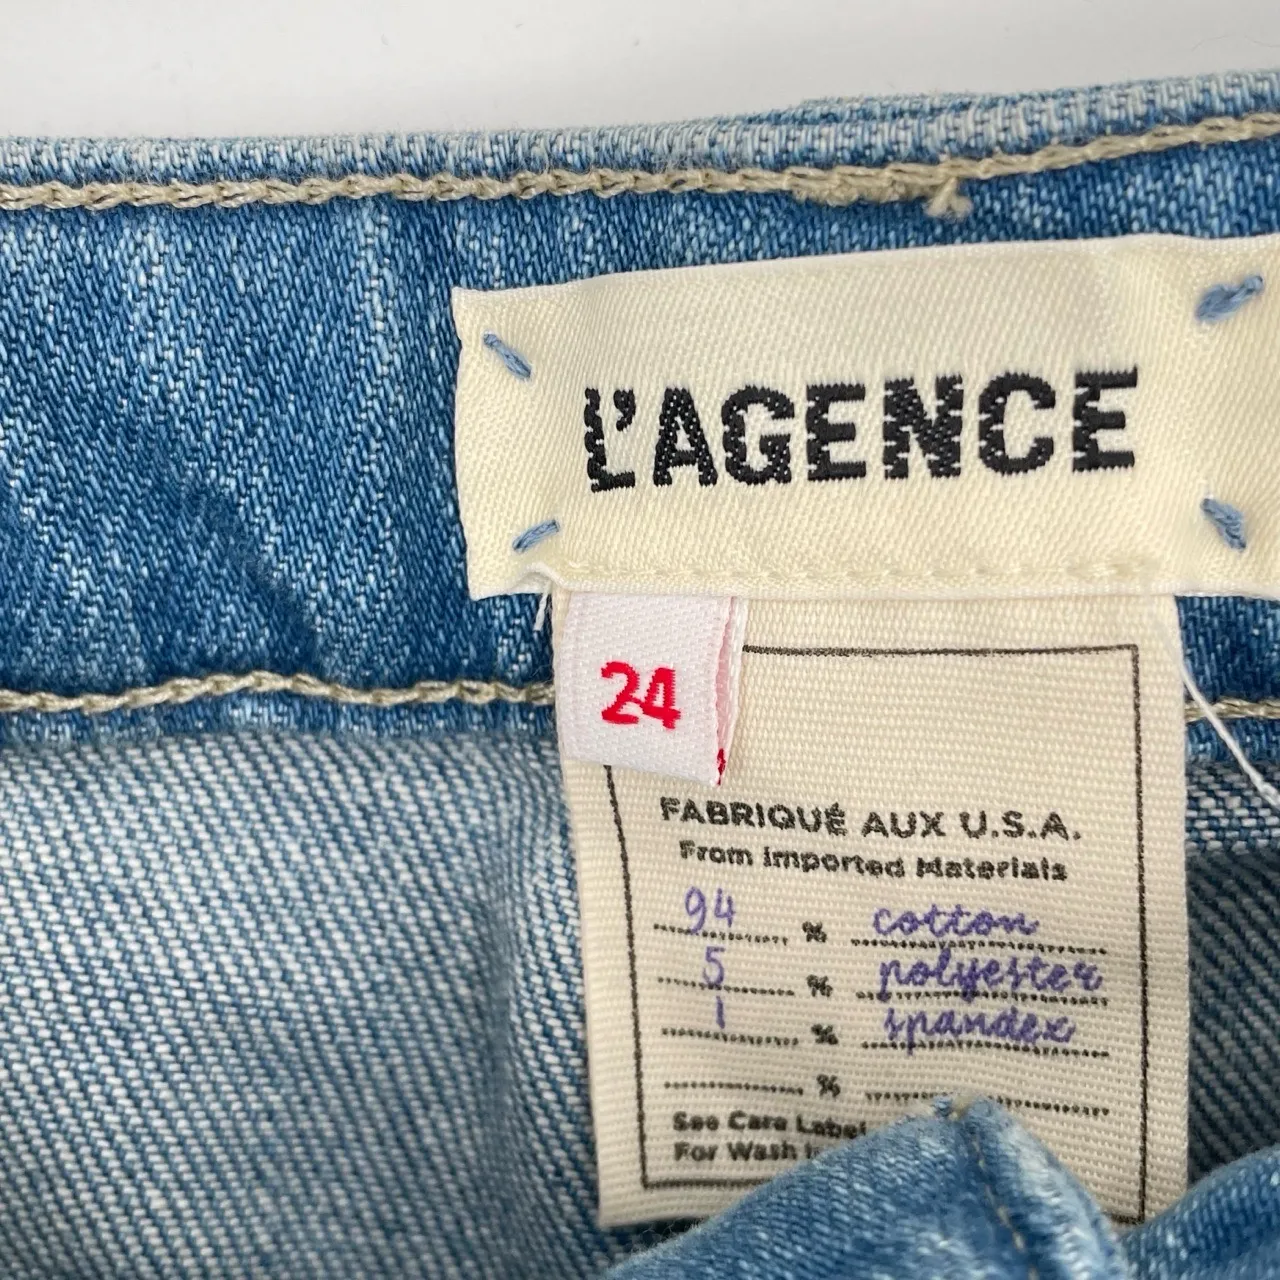 L'AGENCE
24
FABRIQUÉ AUX U.S.A.
From Imported Materials
94 % cotton
5 % polyester
1 % spandex
%
See Care Label
For Wash